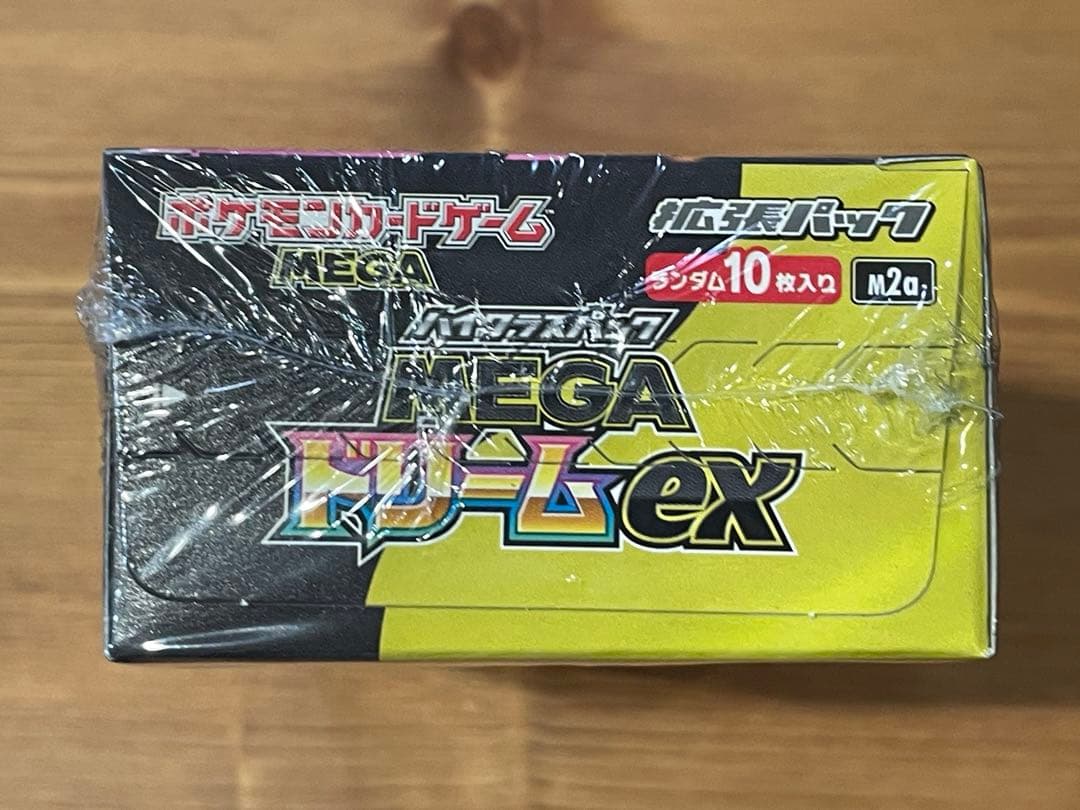 ポケモンカードゲーム
MEGA
拡張パック
ランダム10枚入り
M2a
ハイクラスパック
MEGA
ドリームex